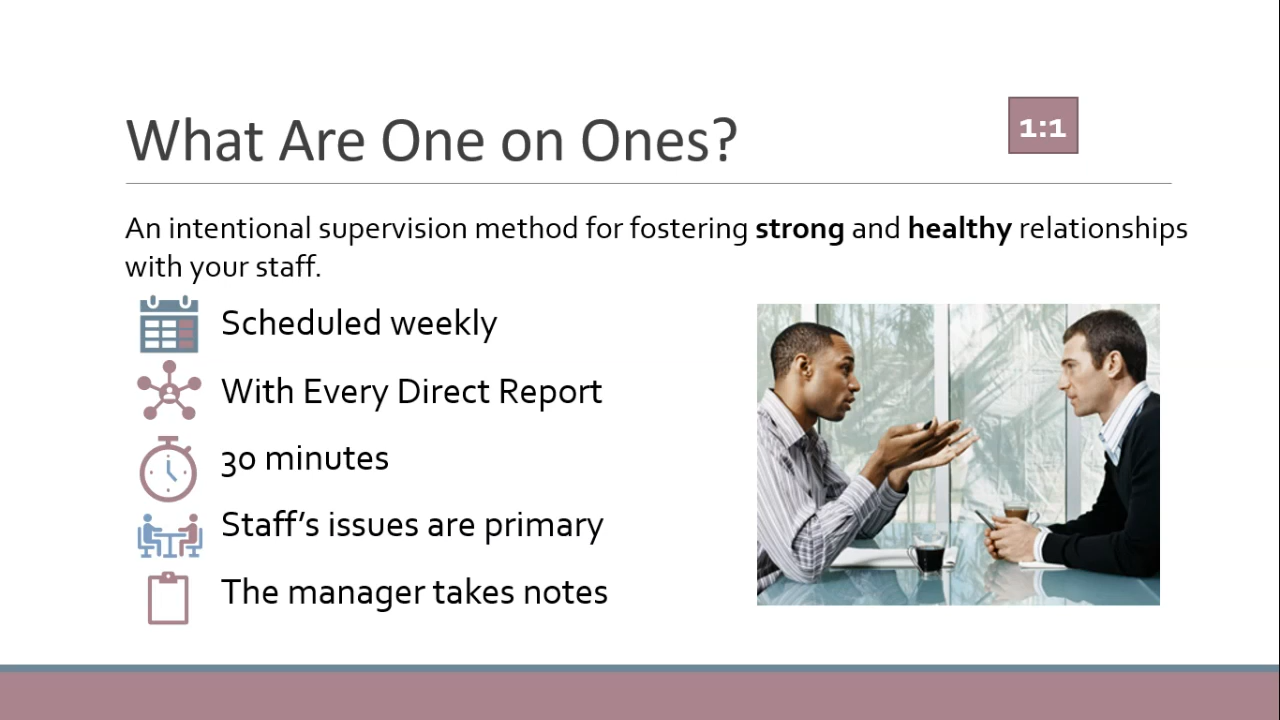 What Are One on Ones?
1:1
An intentional supervision method for fostering strong and healthy relationships
with your staff.
Scheduled weekly
With Every Direct Report
30 minutes
Staff’s issues are primary
The manager takes notes